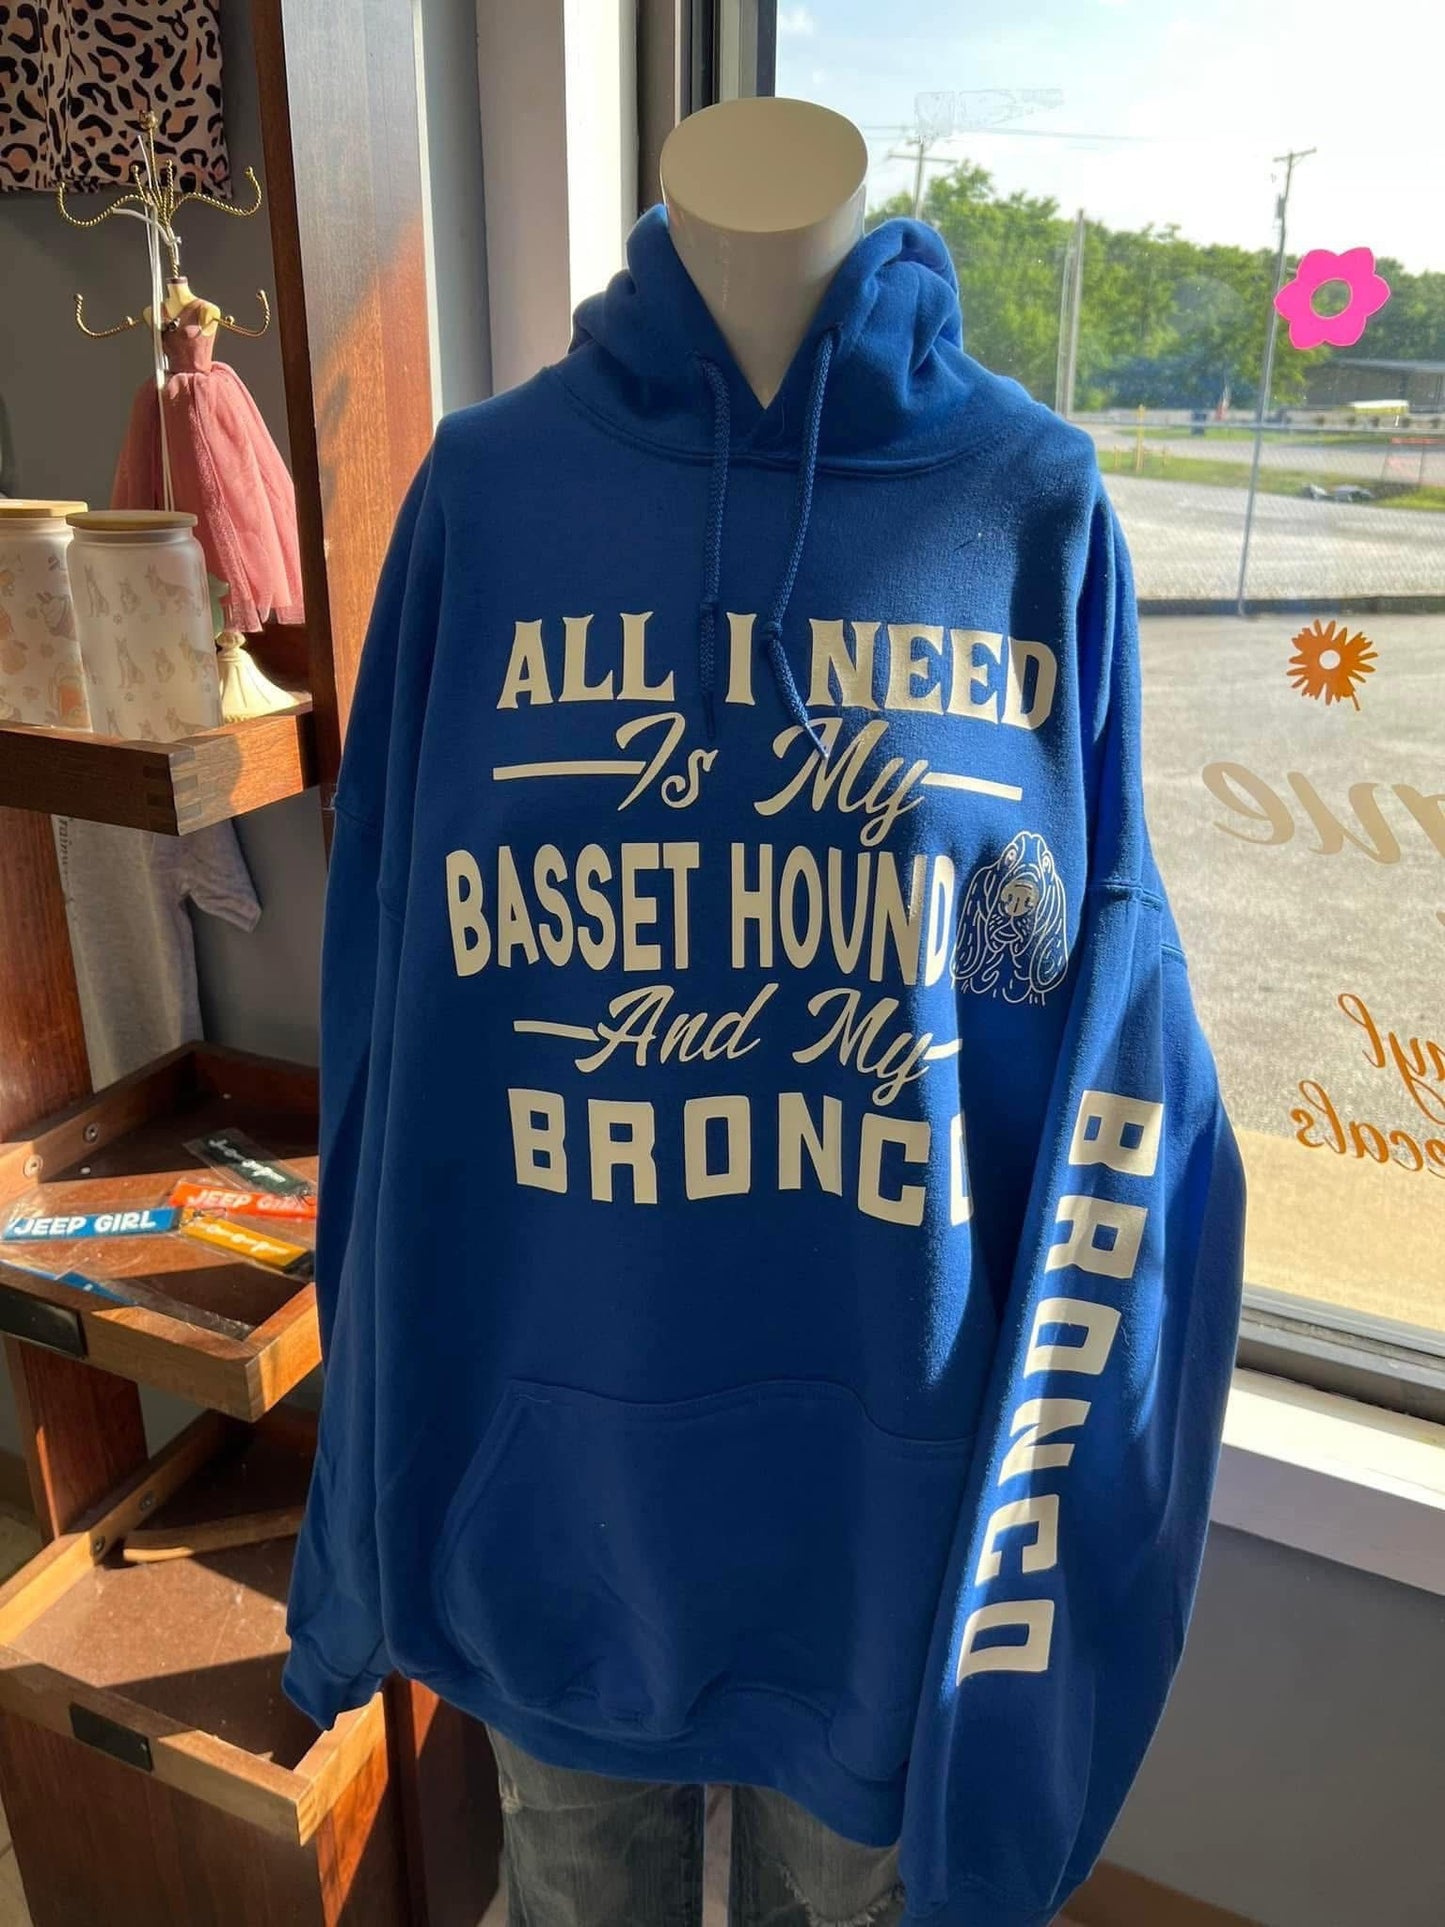 ALL I NEED
Is My
BASSET HOUND,
And My
BRONCO
BRONCO
JEEP GIRL
JEEP GIRL